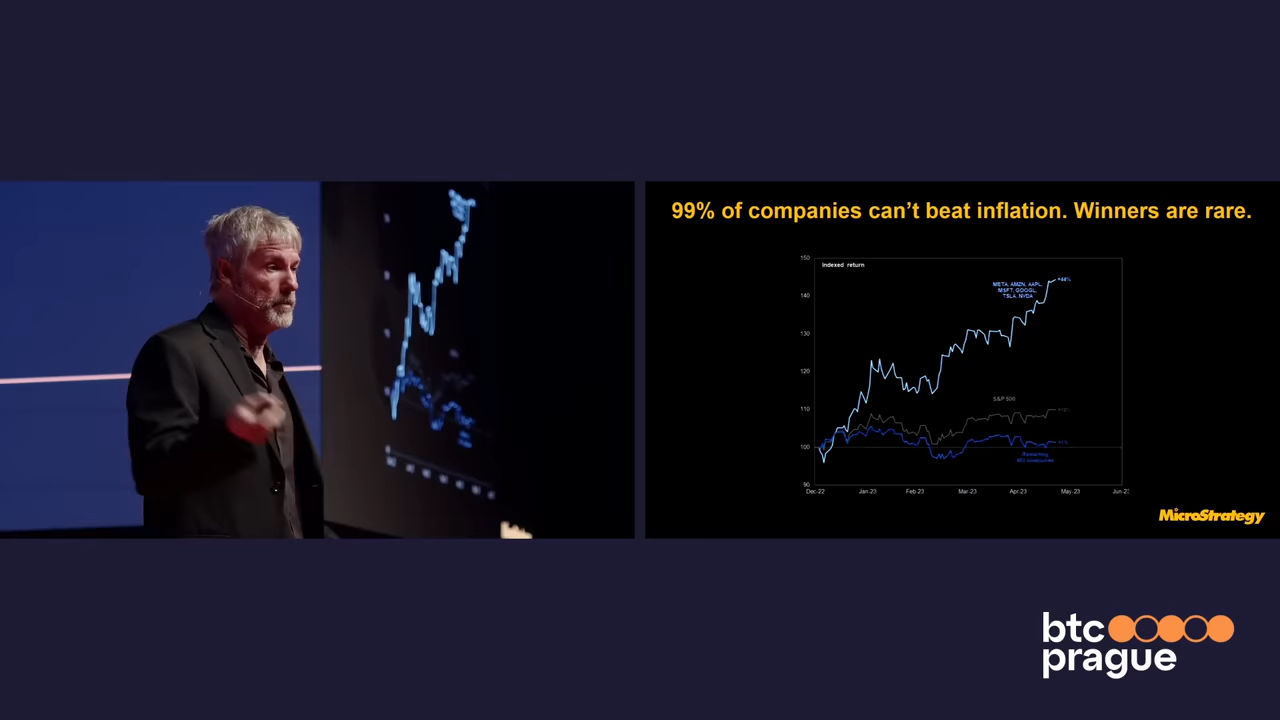 99% of companies can't beat inflation. Winners are rare.
150
Indexed return
META, AMZN, AAPL,
MSFT, GOOGL,
TSLA, NVDA
140
130
120
S&P 500
110
100
Remaining
90
Dec-22
Jan-23
Feb-23
Mar-23
Apr-23
May-23
MicroStrategy
btc
prague